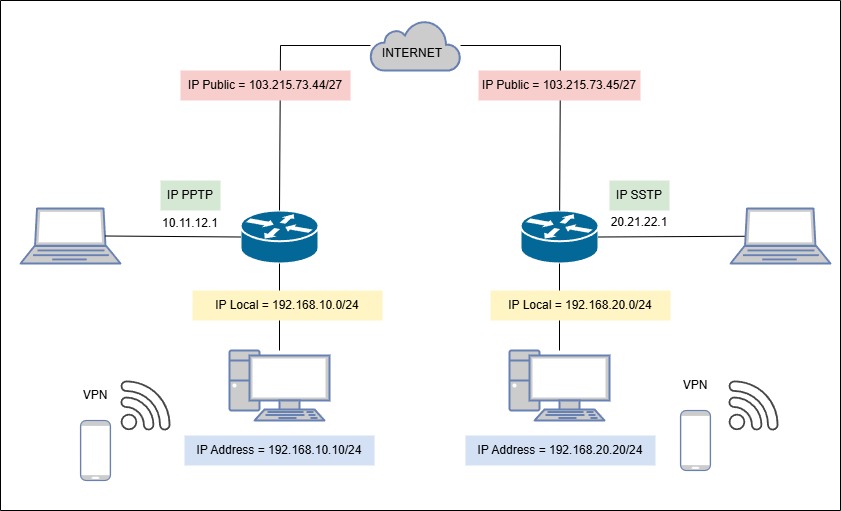 INTERNET
IP Public = 103.215.73.44/27
IP Public = 103.215.73.45/27
IP PPTP
10.11.12.1
IP SSTP
20.21.22.1
IP Local = 192.168.10.0/24
IP Local = 192.168.20.0/24
VPN
VPN
IP Address = 192.168.10.10/24
IP Address = 192.168.20.20/24